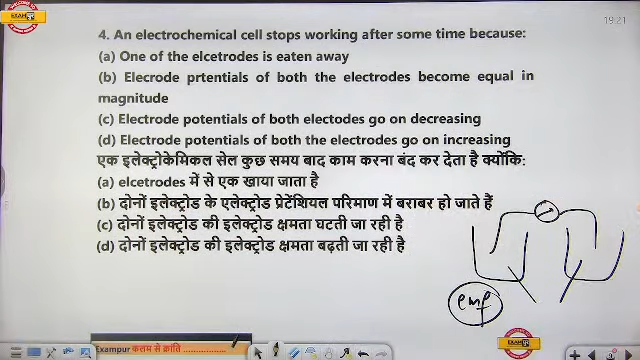 19:21
4. An electrochemical cell stops working after some time because:
(a) One of the elcetrodes is eaten away
(b) Elecrode prtentials of both the electrodes become equal in
magnitude
(c) Electrode potentials of both electodes go on decreasing
(d) Electrode potentials of both the electrodes go on increasing
एक इलेक्ट्रोकेमिकल सेल कुछ समय बाद काम करना बंद कर देता है क्योंकि:
(a) elcetrodes में से एक खाया जाता है
(b) दोनों इलेक्ट्रोड के एलेक्ट्रोड प्रेटेंशियल परिमाण में बराबर हो जाते हैं
(c) दोनों इलेक्ट्रोड की इलेक्ट्रोड क्षमता घटती जा रही है
(d) दोनों इलेक्ट्रोड की इलेक्ट्रोड क्षमता बढ़ती जा रही है
emf
Exampur कलम से क्रांति ..................